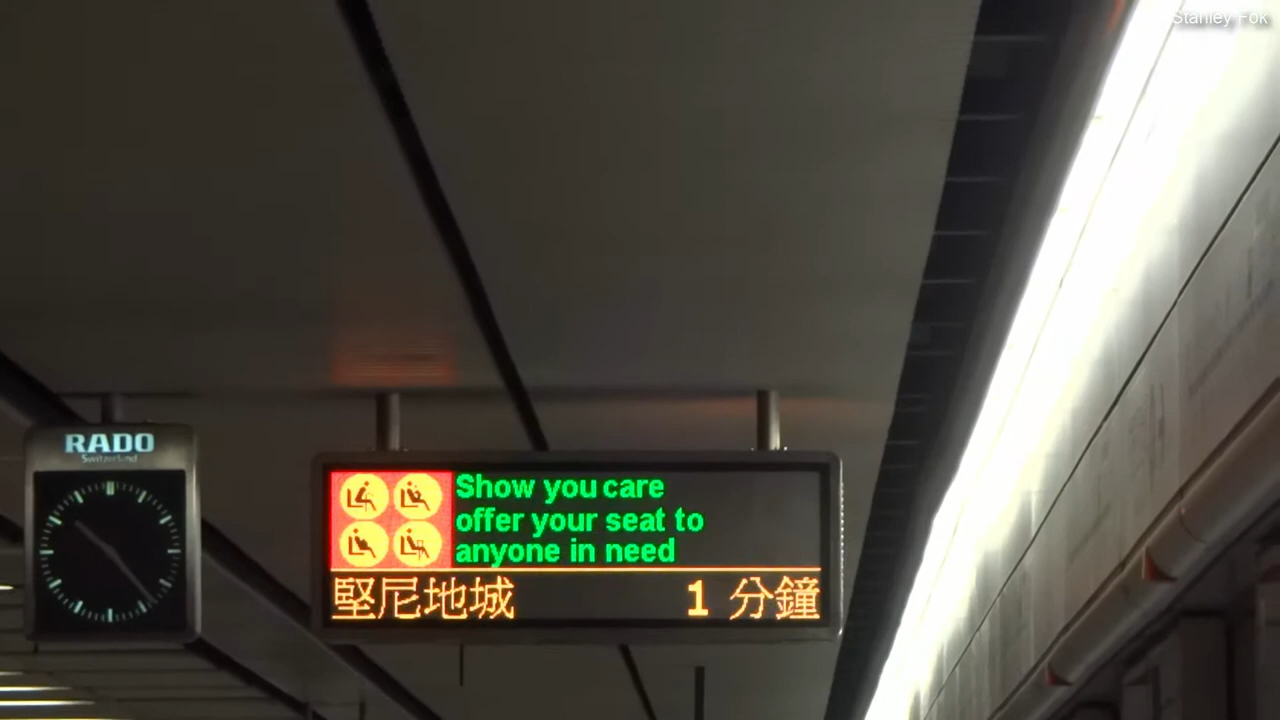 Stanley Fok
RADO
Switzerland
Show you care
offer your seat to
anyone in need
堅尼地城 1 分鐘